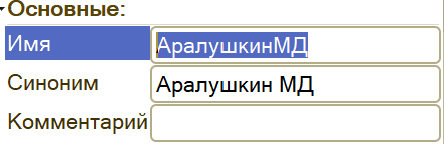 Основные:
Имя АралушкинМД
Синоним Аралушкин МД
Комментарий